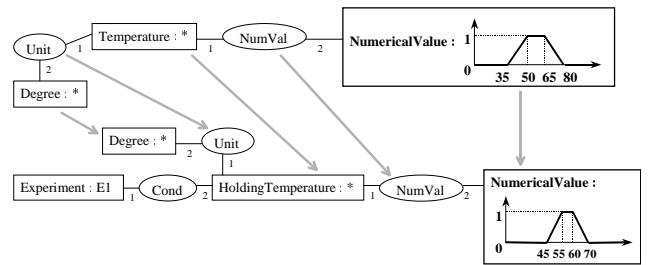 Unit
1
2
Temperature : *
1
NumVal
2
NumericalValue :
1
0
35 50 65 80
Degree : *
Degree : *
2
Unit
1
Experiment : E1
1
Cond
2
HoldingTemperature : *
1
NumVal
2
NumericalValue :
1
0
45 55 60 70